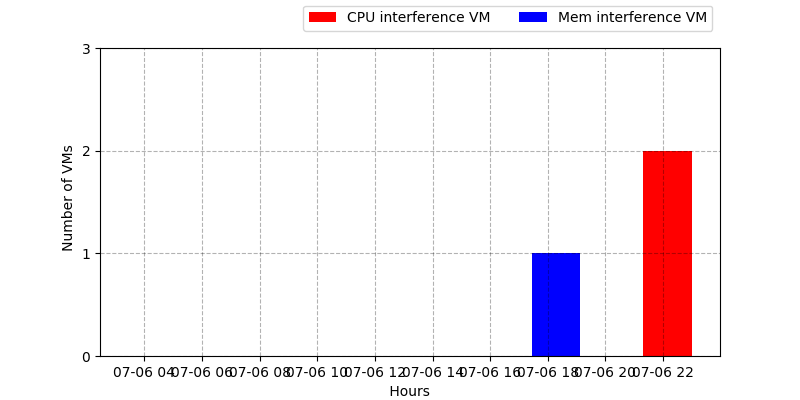 CPU interference VM Mem interference VM
3
2
1
0
Number of VMs
07-06 04 07-06 06 07-06 08 07-06 10 07-06 12 07-06 14 07-06 16 07-06 18 07-06 20 07-06 22
Hours